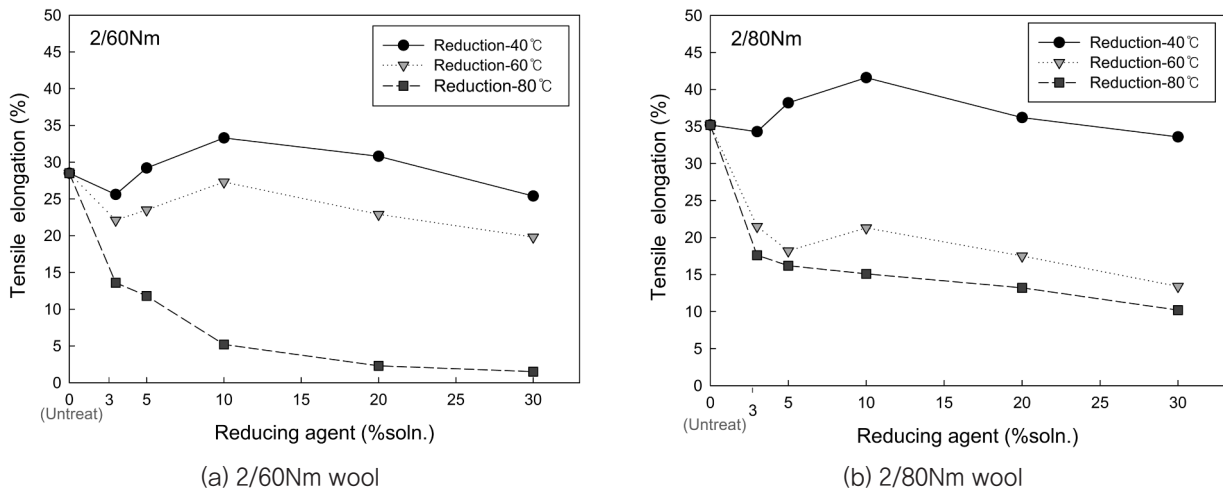 2/60Nm
Reduction-40℃
Reduction-60℃
Reduction-80℃
Tensile elongation (%)
50
45
40
35
30
25
20
15
10
5
0
0 3 5 10 15 20 25 30
(Untreat)
Reducing agent (%soln.)
(a) 2/60Nm wool
2/80Nm
Reduction-40℃
Reduction-60℃
Reduction-80℃
Tensile elongation (%)
50
45
40
35
30
25
20
15
10
5
0
0 3 5 10 15 20 25 30
(Untreat)
Reducing agent (%soln.)
(b) 2/80Nm wool